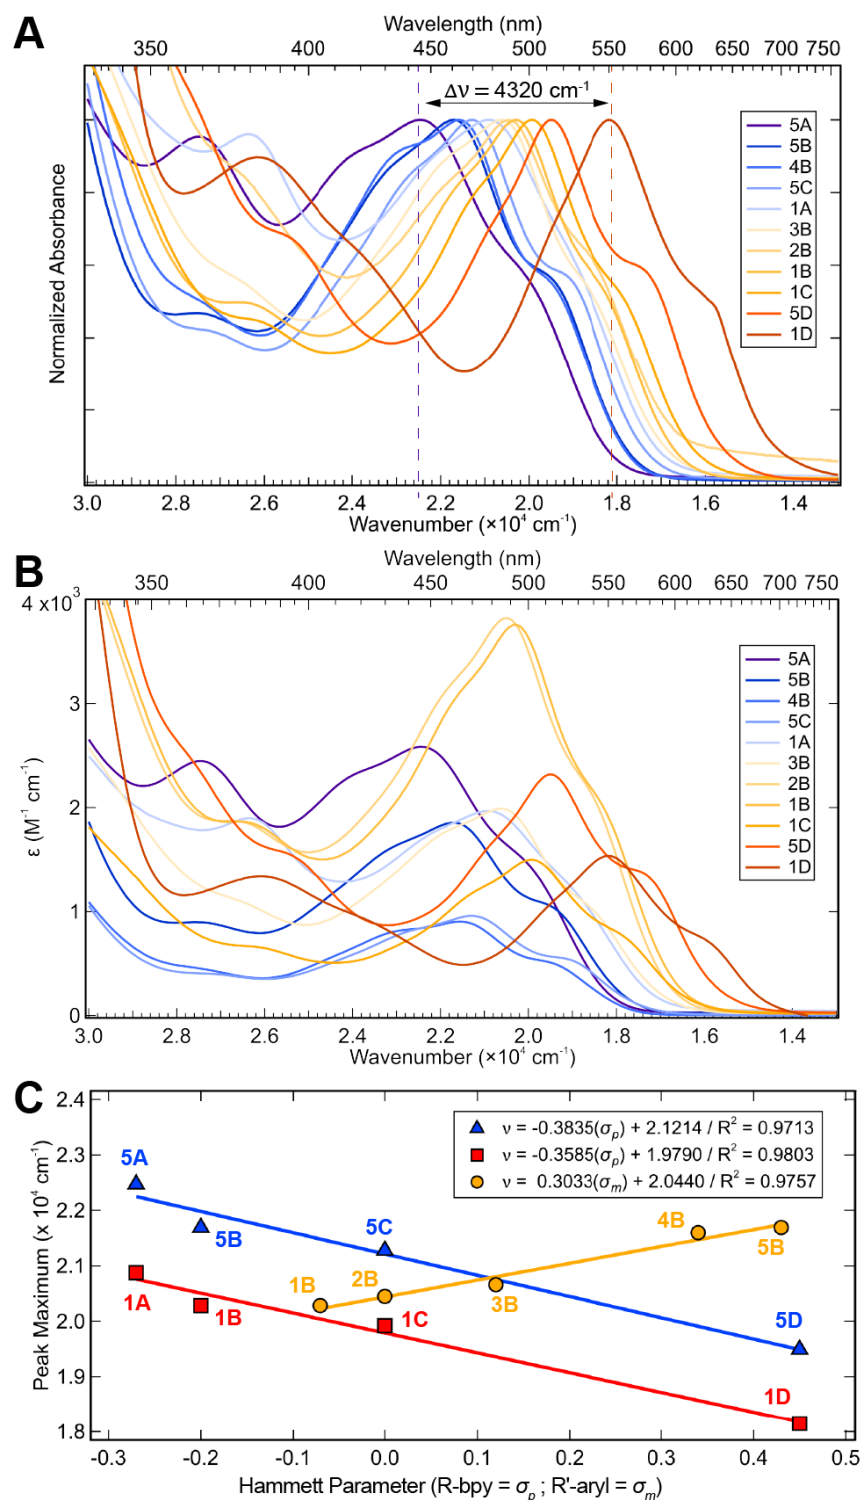 A
Wavelength (nm)
350 400 450 500 550 600 650 700 750
Δν = 4320 cm⁻¹
5A
5B
4B
5C
1A
3B
2B
1B
1C
5D
1D
Normalized Absorbance
3.0 2.8 2.6 2.4 2.2 2.0 1.8 1.6 1.4
Wavenumber (×10⁴ cm⁻¹)
B
Wavelength (nm)
350 400 450 500 550 600 650 700 750
4 x10³
3
2
1
0
ε (M⁻¹ cm⁻¹)
5A
5B
4B
5C
1A
3B
2B
1B
1C
5D
1D
3.0 2.8 2.6 2.4 2.2 2.0 1.8 1.6 1.4
Wavenumber (×10⁴ cm⁻¹)
C
2.4
2.3
2.2
2.1
2.0
1.9
1.8
Peak Maximum (x 10⁴ cm⁻¹)
ν = -0.3835(σₚ) + 2.1214 / R² = 0.9713
ν = -0.3585(σₚ) + 1.9790 / R² = 0.9803
ν = 0.3033(σₘ) + 2.0440 / R² = 0.9757
5A
5B
5C
4B
5B
1A
1B
1B
2B
1C
3B
5D
1D
-0.3 -0.2 -0.1 0.0 0.1 0.2 0.3 0.4 0.5
Hammett Parameter (R-bpy = σₚ ; R'-aryl = σₘ)